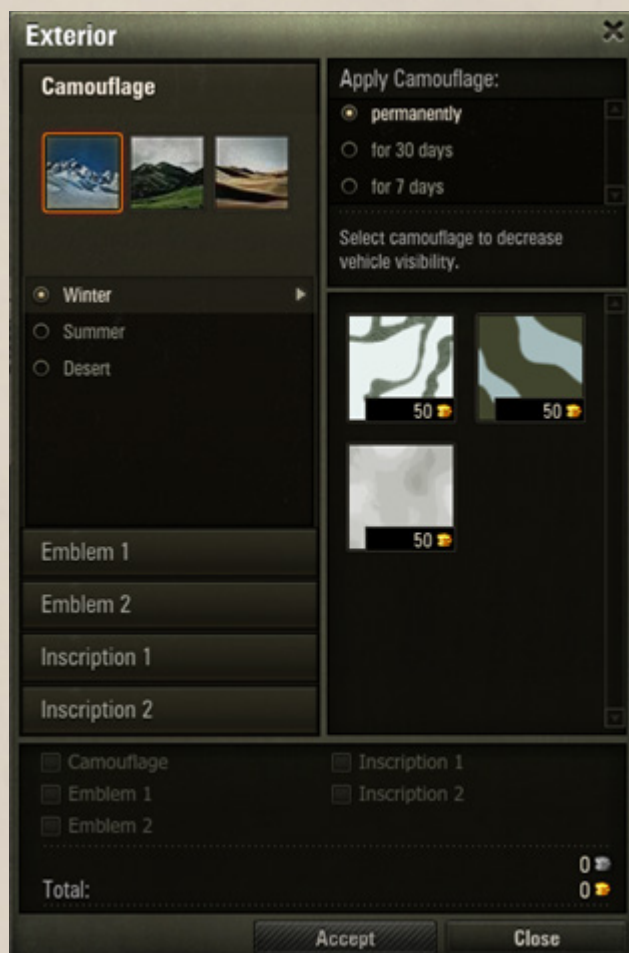 Exterior
Camouflage
Winter
Summer
Desert
Emblem 1
Emblem 2
Inscription 1
Inscription 2
Apply Camouflage:
permanently
for 30 days
for 7 days
Select camouflage to decrease
vehicle visibility.
50
50
50
Camouflage
Inscription 1
Emblem 1
Inscription 2
Emblem 2
0
Total:
0
Accept
Close